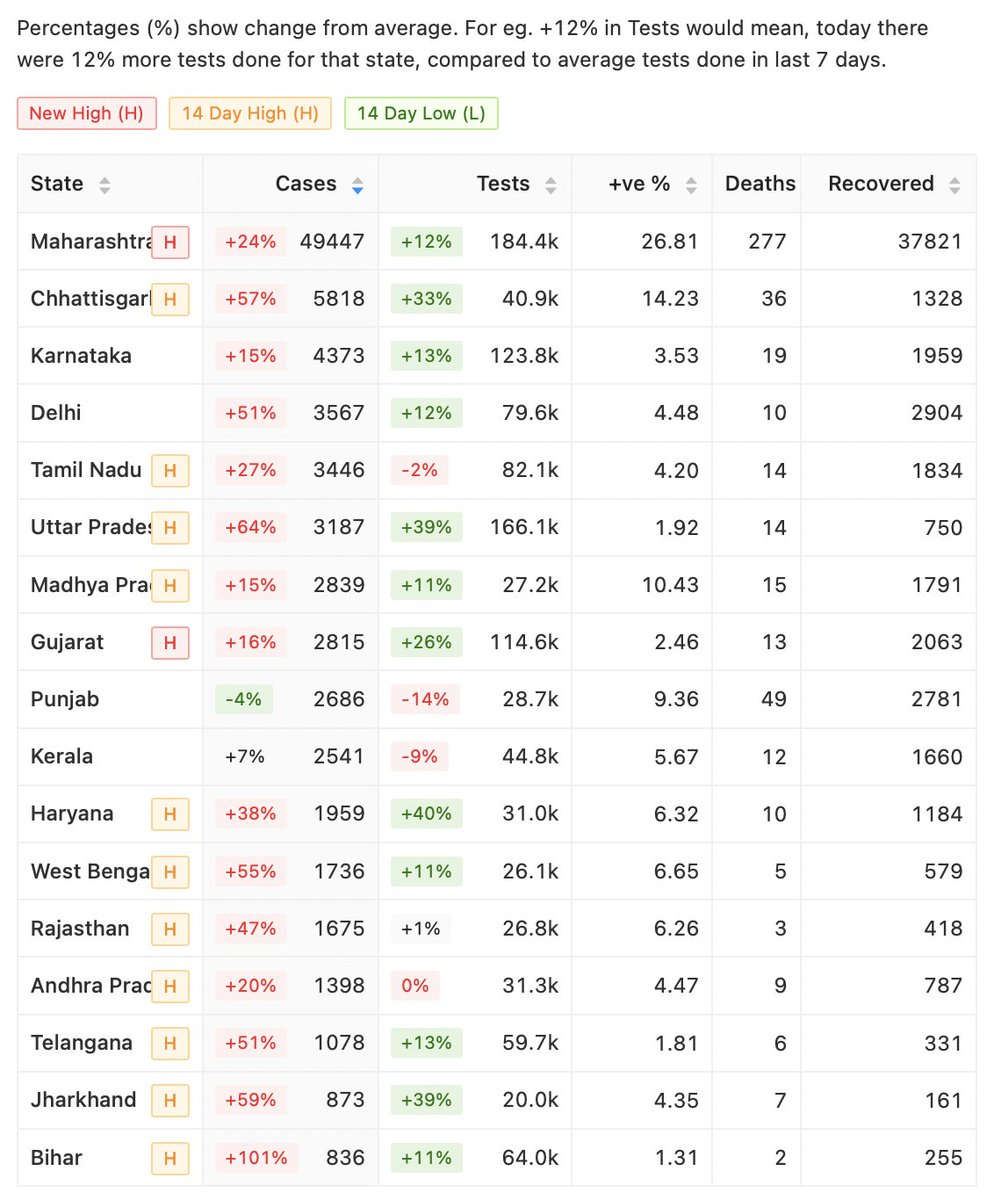 Percentages (%) show change from average. For eg. +12% in Tests would mean, today there
were 12% more tests done for that state, compared to average tests done in last 7 days.
New High (H) 14 Day High (H) 14 Day Low (L)
State Cases Tests +ve % Deaths Recovered
Maharashtra H +24% 49447 +12% 184.4k 26.81 277 37821
Chhattisgarh H +57% 5818 +33% 40.9k 14.23 36 1328
Karnataka +15% 4373 +13% 123.8k 3.53 19 1959
Delhi +51% 3567 +12% 79.6k 4.48 10 2904
Tamil Nadu H +27% 3446 -2% 82.1k 4.20 14 1834
Uttar Prades H +64% 3187 +39% 166.1k 1.92 14 750
Madhya Pra H +15% 2839 +11% 27.2k 10.43 15 1791
Gujarat H +16% 2815 +26% 114.6k 2.46 13 2063
Punjab -4% 2686 -14% 28.7k 9.36 49 2781
Kerala +7% 2541 -9% 44.8k 5.67 12 1660
Haryana H +38% 1959 +40% 31.0k 6.32 10 1184
West Benga H +55% 1736 +11% 26.1k 6.65 5 579
Rajasthan H +47% 1675 +1% 26.8k 6.26 3 418
Andhra Prad H +20% 1398 0% 31.3k 4.47 9 787
Telangana H +51% 1078 +13% 59.7k 1.81 6 331
Jharkhand H +59% 873 +39% 20.0k 4.35 7 161
Bihar H +101% 836 +11% 64.0k 1.31 2 255